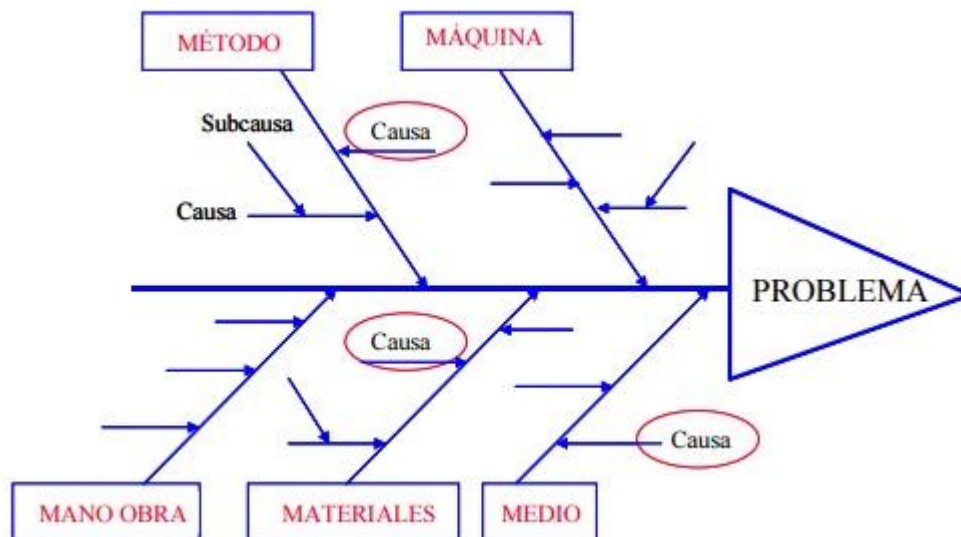 MÉTODO
MÁQUINA
Subcausa
Causa
Causa
PROBLEMA
Causa
Causa
MANO OBRA
MATERIALES
MEDIO